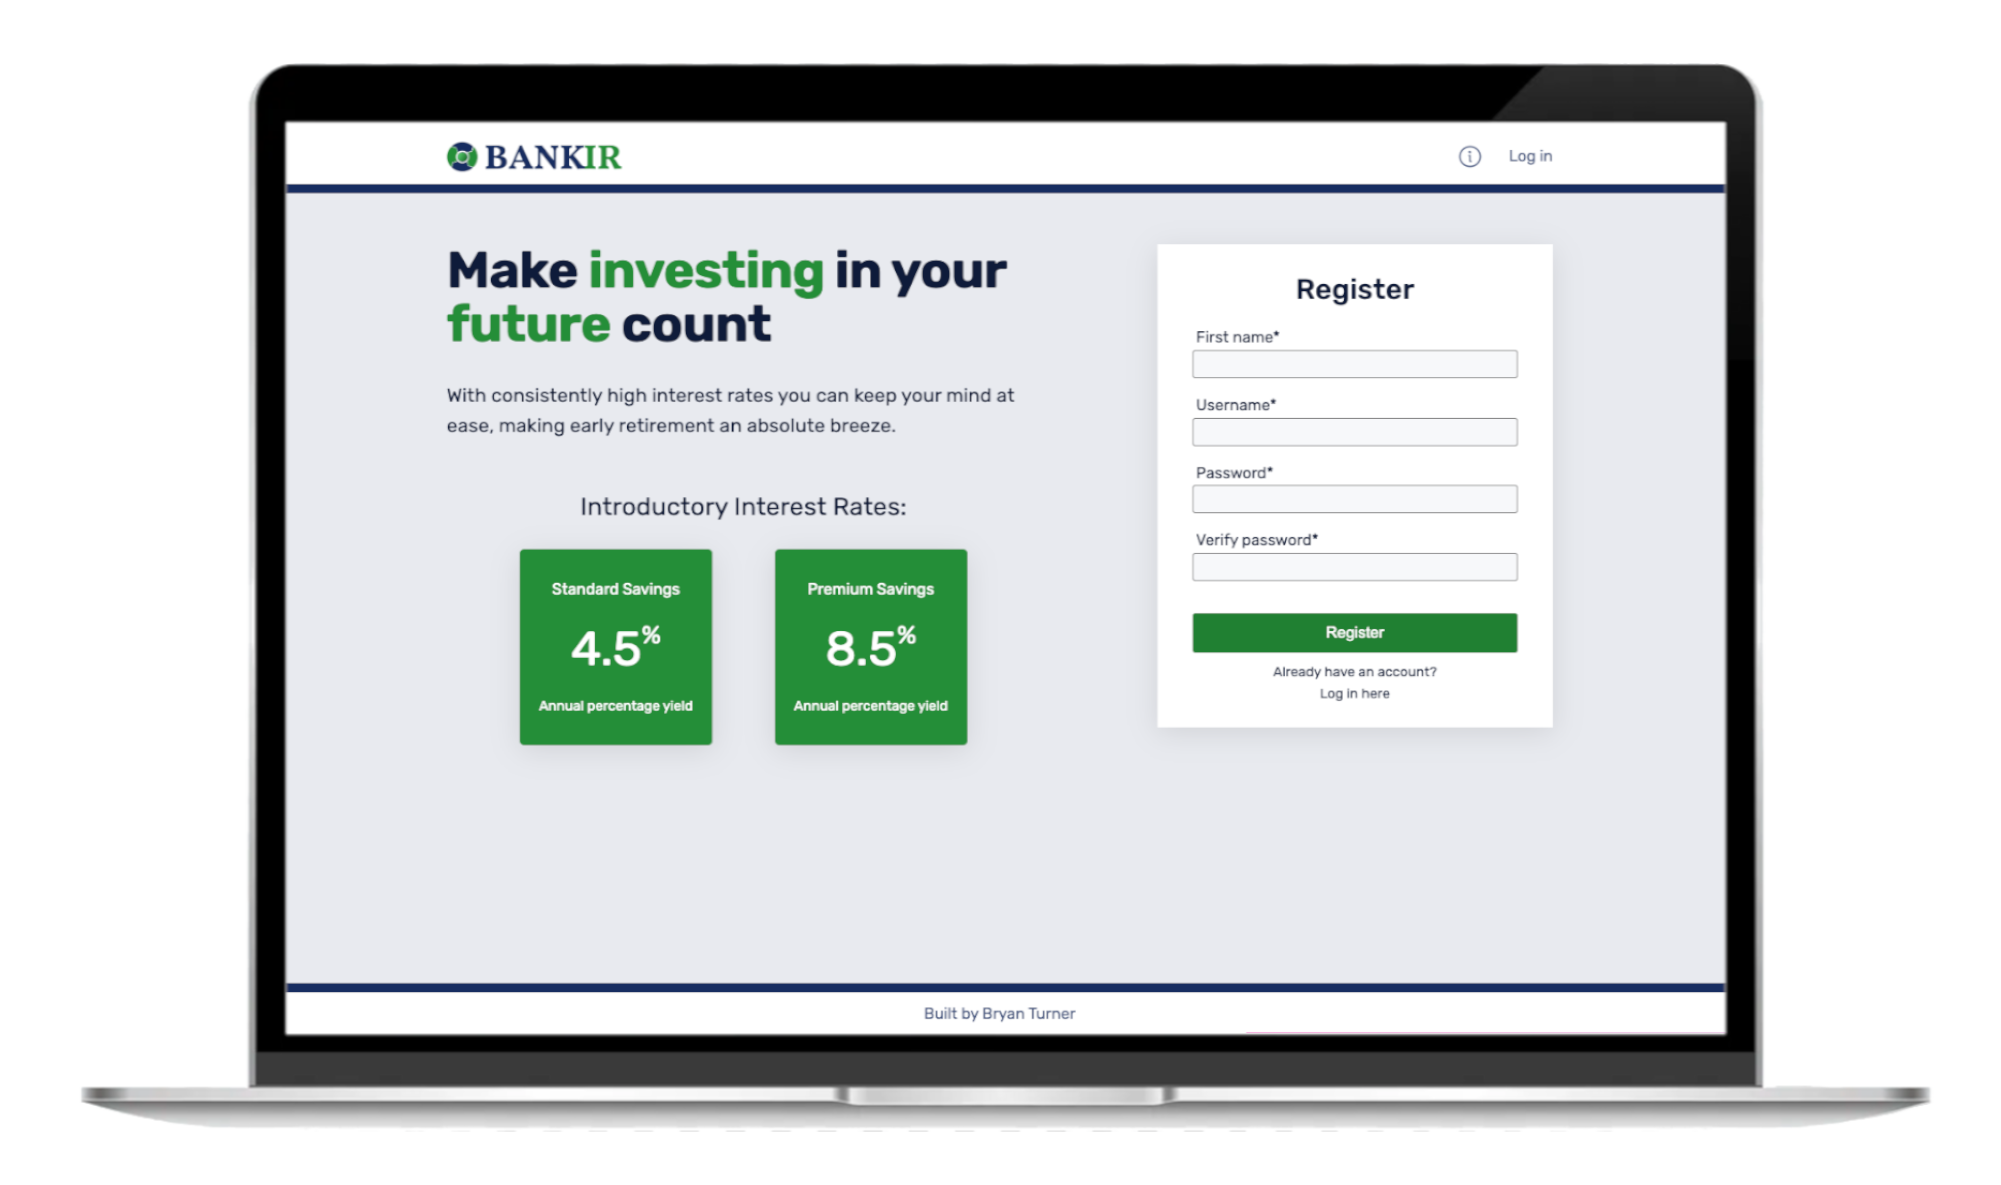 BANKIR
Log in
Make investing in your
future count
With consistently high interest rates you can keep your mind at
ease, making early retirement an absolute breeze.
Introductory Interest Rates:
Standard Savings
4.5%
Annual percentage yield
Premium Savings
8.5%
Annual percentage yield
Register
First name*
Username*
Password*
Verify password*
Register
Already have an account?
Log in here
Built by Bryan Turner